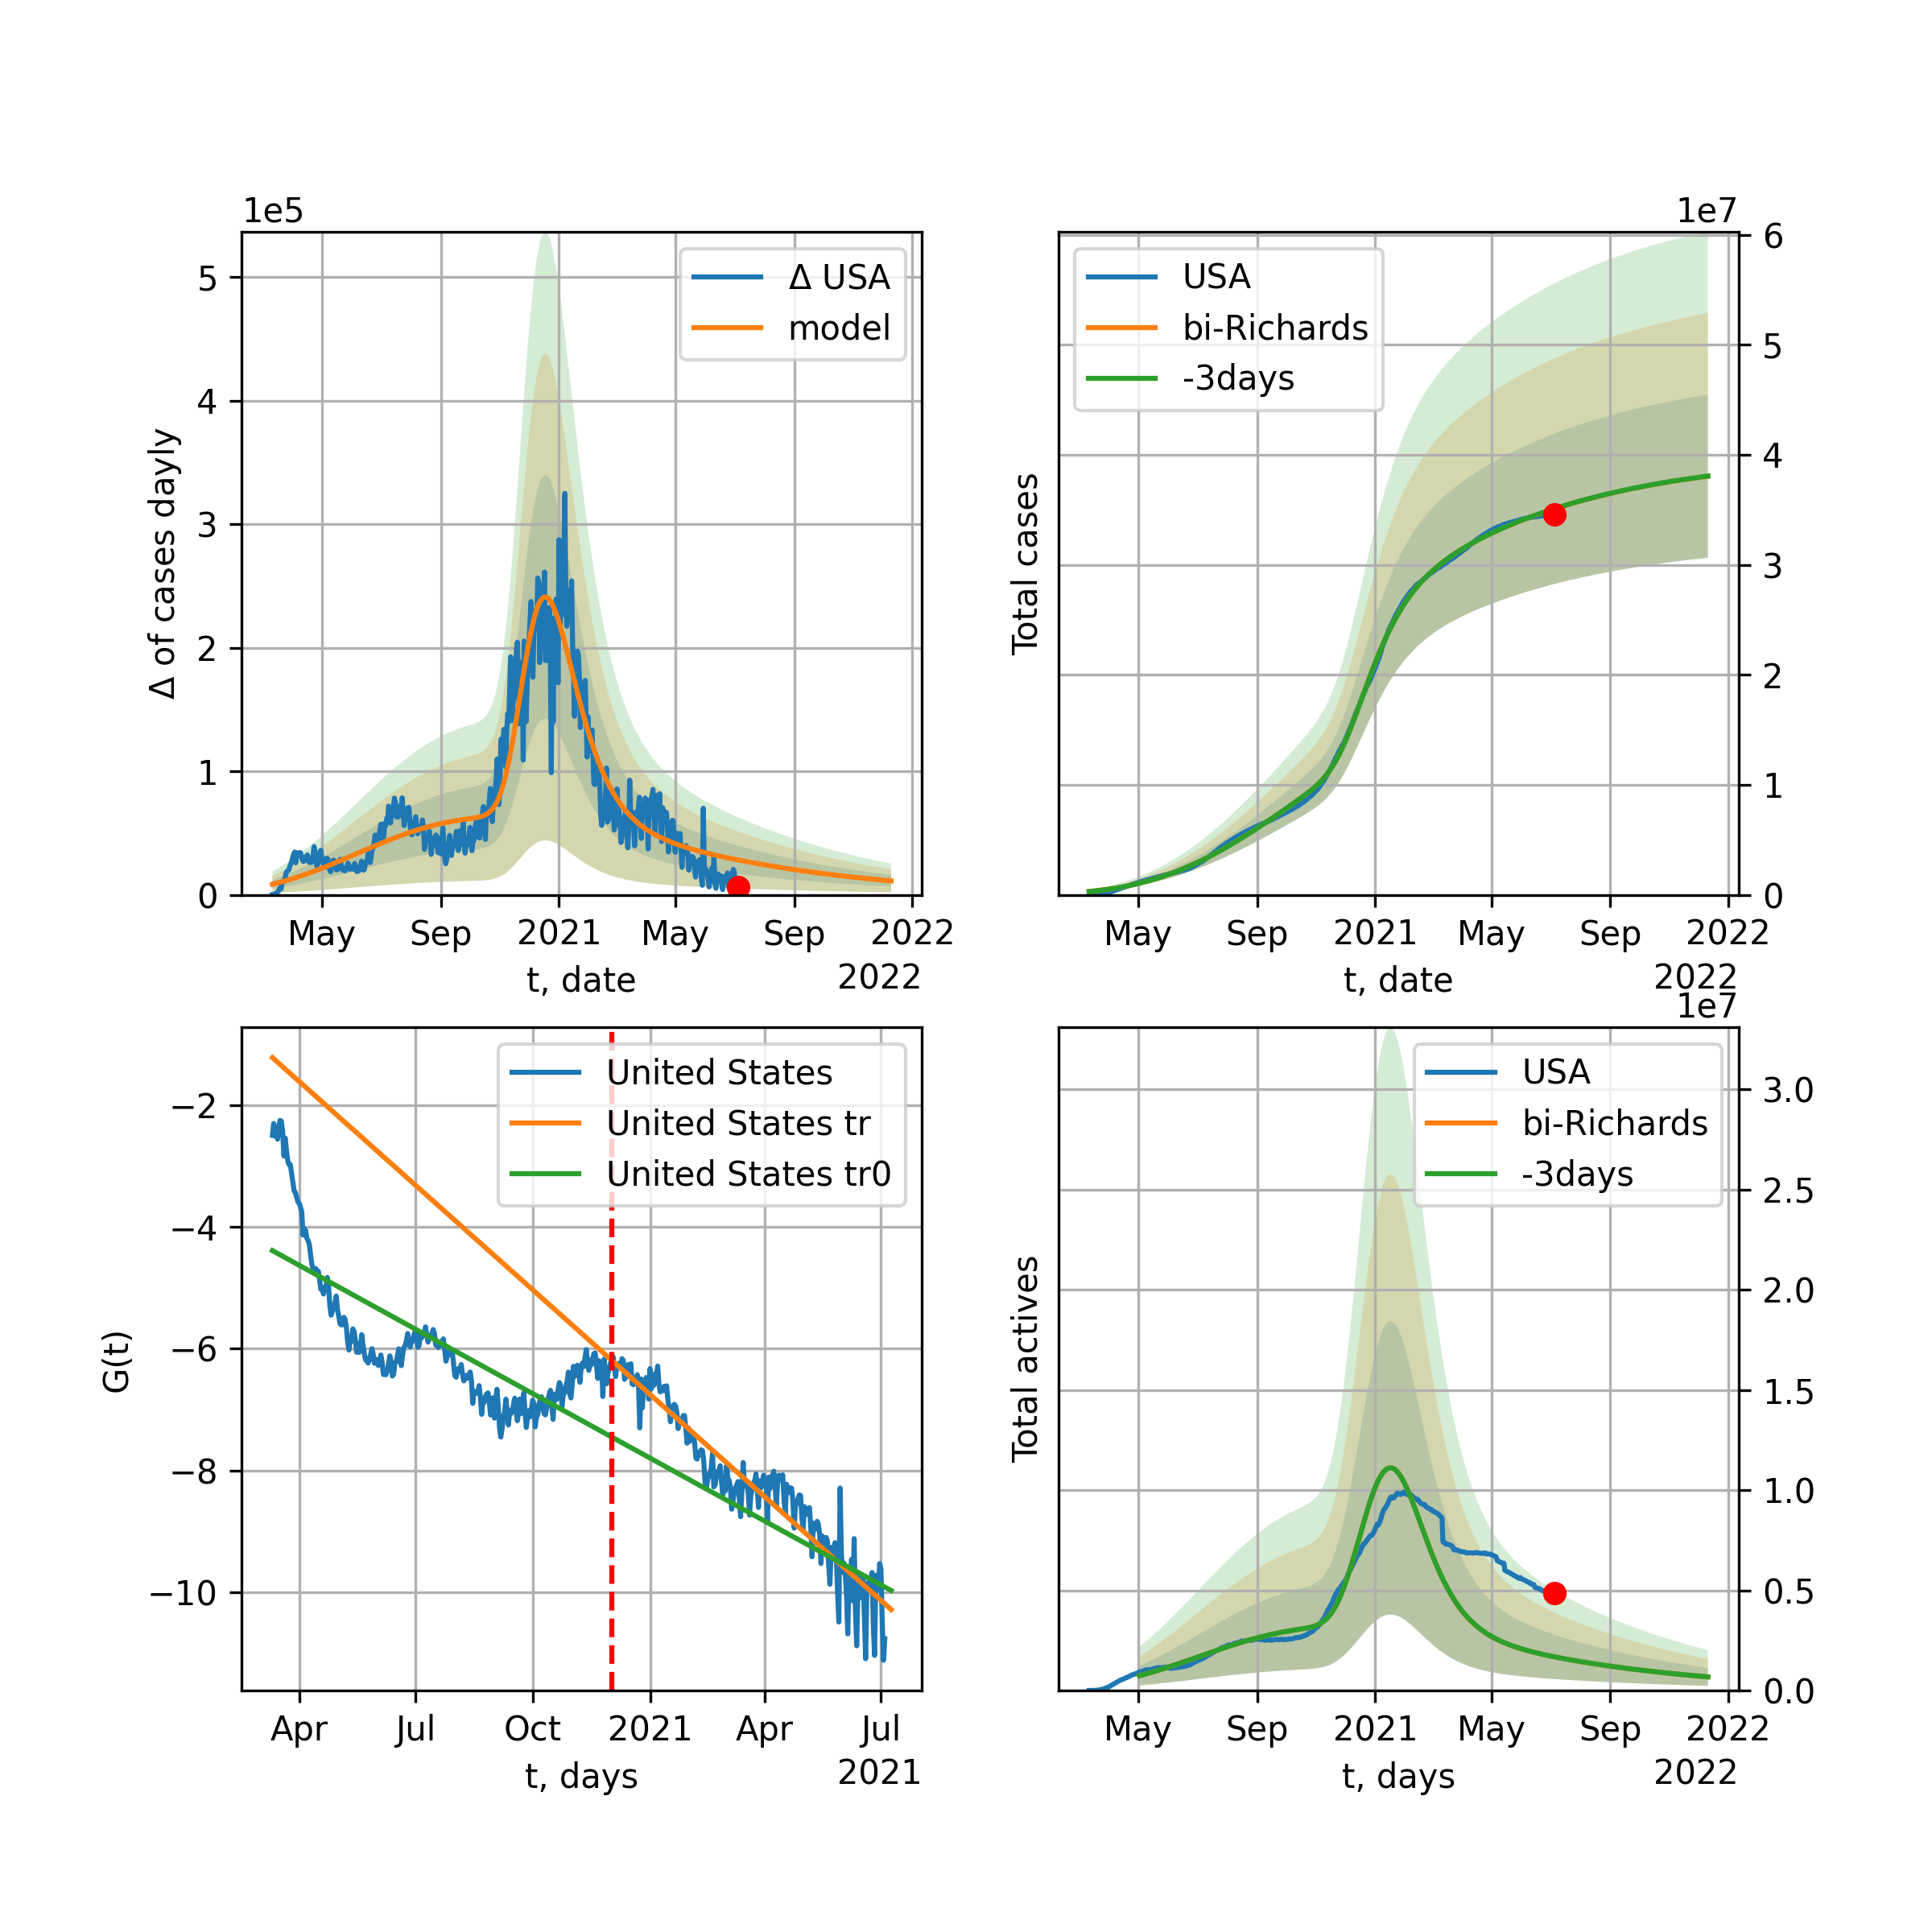 1e5
Δ of cases dayly
5
4
3
2
1
0
Δ USA
model
May Sep 2021 May Sep 2022
t, date
2022
1e7
Total cases
USA
bi-Richards
-3days
6
5
4
3
2
1
0
May Sep 2021 May Sep 2022
t, date
2022
G(t)
−2
−4
−6
−8
−10
United States
United States tr
United States tr0
Apr Jul Oct 2021 Apr Jul
t, days
2021
1e7
Total actives
USA
bi-Richards
-3days
3.0
2.5
2.0
1.5
1.0
0.5
0.0
May Sep 2021 May Sep 2022
t, days
2022